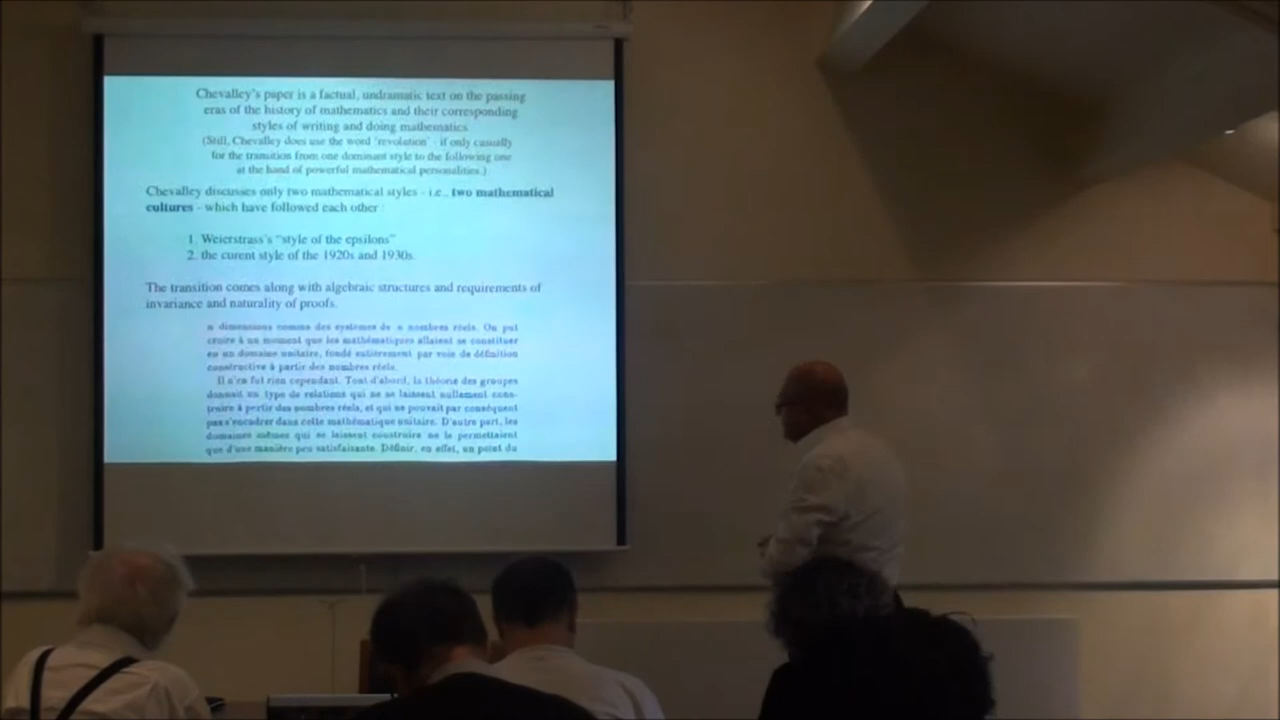 Chevalley's paper is a factual, undramatic text on the passing
eras of the history of mathematics and their corresponding
styles of writing and doing mathematics.
(Still, Chevalley does use the word 'revolution' - if only casually
for the transition from one dominant style to the following one
at the hand of powerful mathematical personalities.)
Chevalley discusses only two mathematical styles - i.e., two mathematical
cultures - which have followed each other :
1. Weierstrass's "style of the epsilons"
2. the curent style of the 1920s and 1930s.
The transition comes along with algebraic structures and requirements of
invariance and naturality of proofs.
n dimensions comme des systèmes de n nombres réels. On put
croire à un moment que les mathématiques allaient se constituer
en un domaine unitaire, fondé entièrement par voie de définition
constructive à partir des nombres réels.
Il n'en fut rien cependant. Tout d'abord, la théorie des groupes
donnait un type de relations qui ne se laissent nullement cons-
truire à partir des nombres réels, et qui ne pouvait par conséquent
pas s'encadrer dans cette mathématique unitaire. D'autre part, les
domaines mêmes qui se laissent construire ne le permettaient
que d'une manière peu satisfaisante. Définir, en effet, un point du